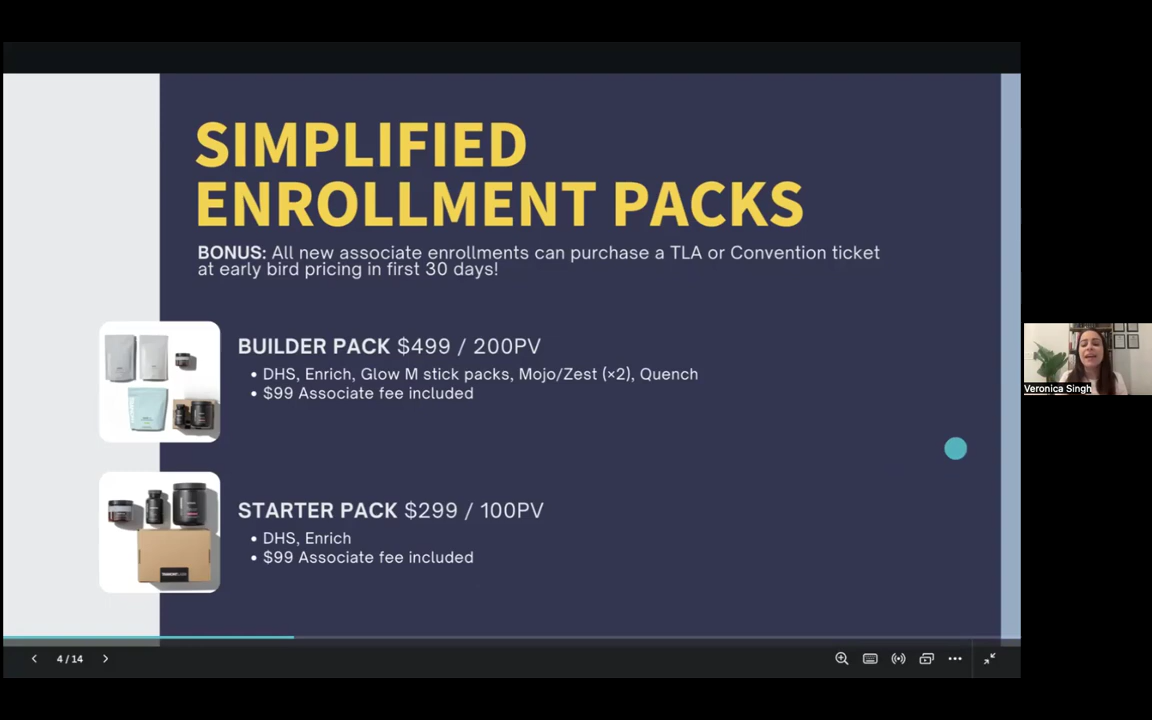 SIMPLIFIED
ENROLLMENT PACKS
BONUS: All new associate enrollments can purchase a TLA or Convention ticket
at early bird pricing in first 30 days!
BUILDER PACK $499 / 200PV
• DHS, Enrich, Glow M stick packs, Mojo/Zest (×2), Quench
• $99 Associate fee included
STARTER PACK $299 / 100PV
• DHS, Enrich
• $99 Associate fee included
4 / 14
Veronica Singh